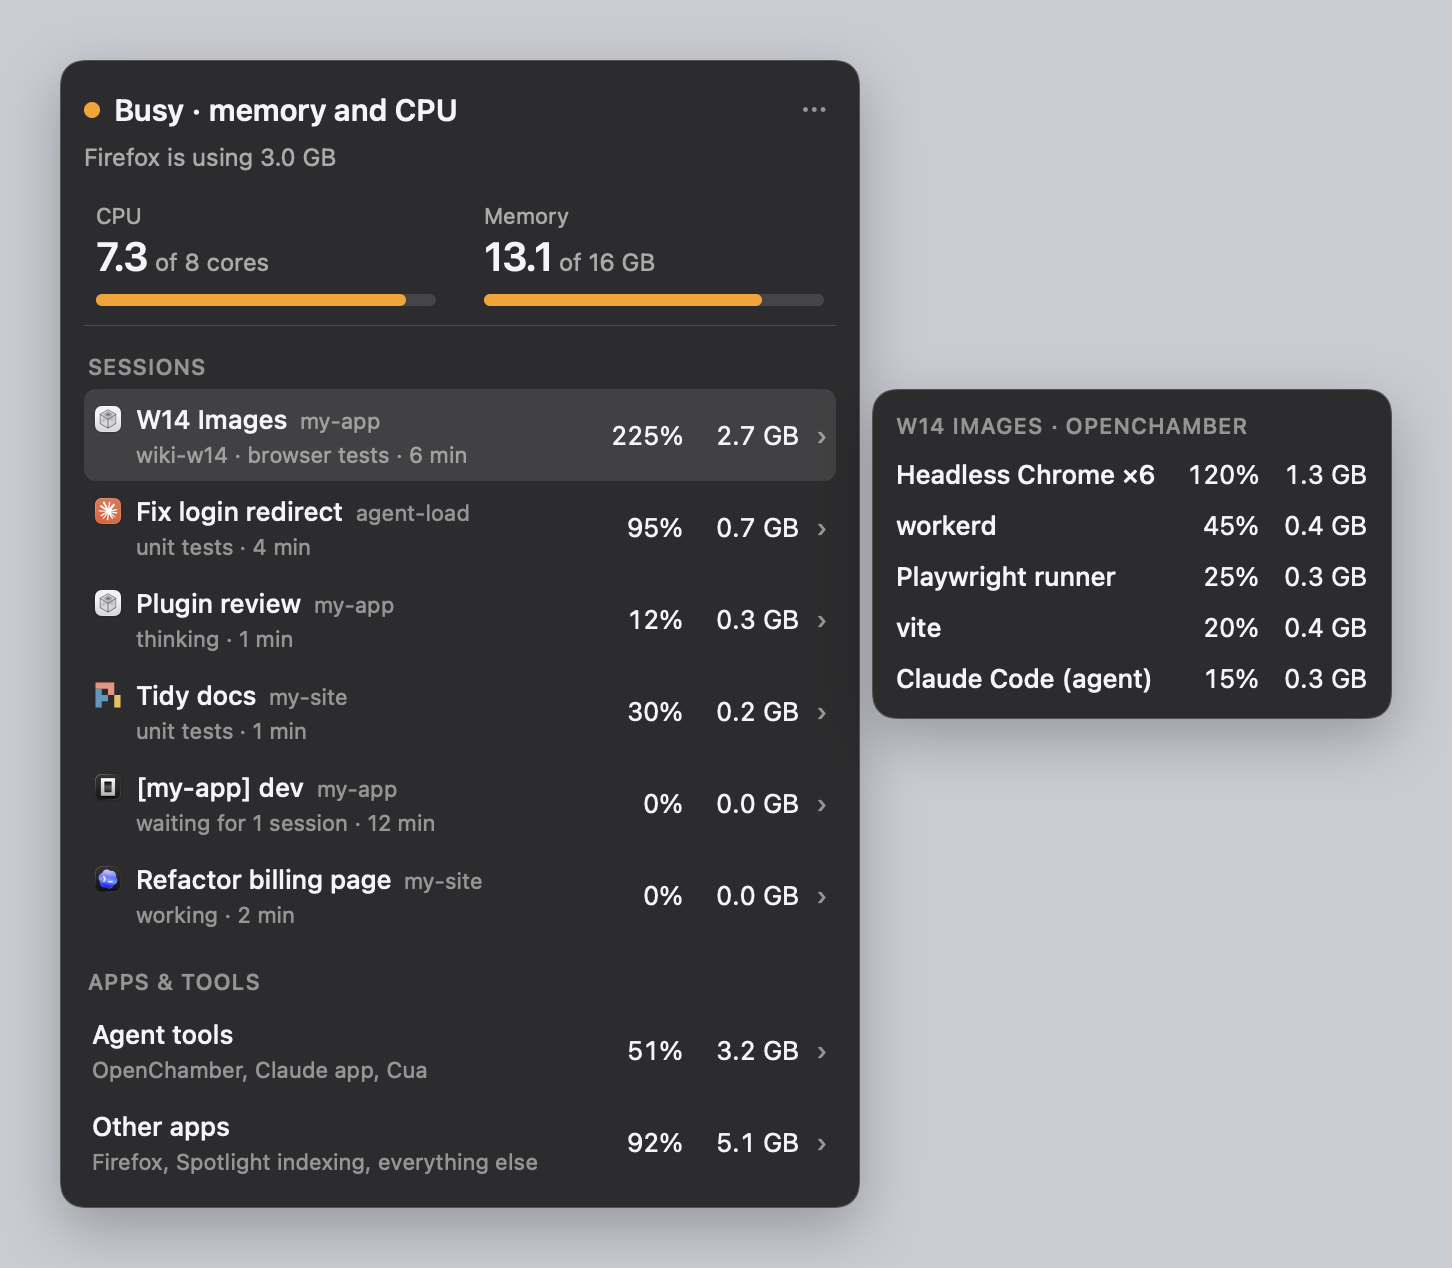 Busy · memory and CPU
Firefox is using 3.0 GB
CPU
7.3 of 8 cores
Memory
13.1 of 16 GB
SESSIONS
W14 Images my-app 225% 2.7 GB
wiki-w14 · browser tests · 6 min
Fix login redirect agent-load 95% 0.7 GB
unit tests · 4 min
Plugin review my-app 12% 0.3 GB
thinking · 1 min
Tidy docs my-site 30% 0.2 GB
unit tests · 1 min
[my-app] dev my-app 0% 0.0 GB
waiting for 1 session · 12 min
Refactor billing page my-site 0% 0.0 GB
working · 2 min
APPS & TOOLS
Agent tools 51% 3.2 GB
OpenChamber, Claude app, Cua
Other apps 92% 5.1 GB
Firefox, Spotlight indexing, everything else
W14 IMAGES · OPENCHAMBER
Headless Chrome ×6 120% 1.3 GB
workerd 45% 0.4 GB
Playwright runner 25% 0.3 GB
vite 20% 0.4 GB
Claude Code (agent) 15% 0.3 GB